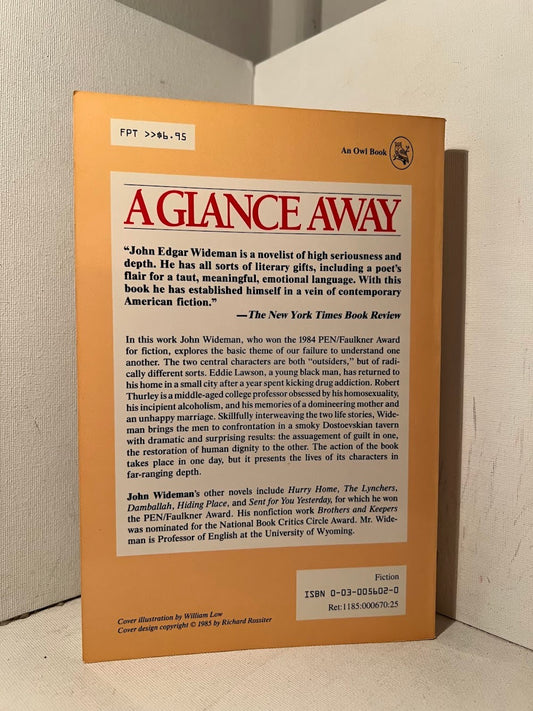 FPT >>$6.95
An Owl Book
A GLANCE AWAY
“John Edgar Wideman is a novelist of high seriousness and
depth. He has all sorts of literary gifts, including a poet's
flair for a taut, meaningful, emotional language. With this
book he has established himself in a vein of contemporary
American fiction.”
—The New York Times Book Review
In this work John Wideman, who won the 1984 PEN/Faulkner Award
for fiction, explores the basic theme of our failure to understand one
another. The two central characters are both “outsiders,” but of radi-
cally different sorts. Eddie Lawson, a young black man, has returned to
his home in a small city after a year spent kicking drug addiction. Robert
Thurley is a middle-aged college professor obsessed by his homosexuality,
his incipient alcoholism, and his memories of a domineering mother and
an unhappy marriage. Skillfully interweaving the two life stories, Wide-
man brings the men to confrontation in a smoky Dostoevskian tavern
with dramatic and surprising results: the assuagement of guilt in one,
the restoration of human dignity to the other. The action of the book
takes place in one day, but it presents the lives of its characters in
far-ranging depth.
John Wideman's other novels include Hurry Home, The Lynchers,
Damballah, Hiding Place, and Sent for You Yesterday, for which he won
the PEN/Faulkner Award. His nonfiction work Brothers and Keepers
was nominated for the National Book Critics Circle Award. Mr. Wide-
man is Professor of English at the University of Wyoming.
Fiction
ISBN 0-03-005602-0
Ret:1185:000670:25
Cover illustration by William Low
Cover design copyright © 1985 by Richard Rossiter